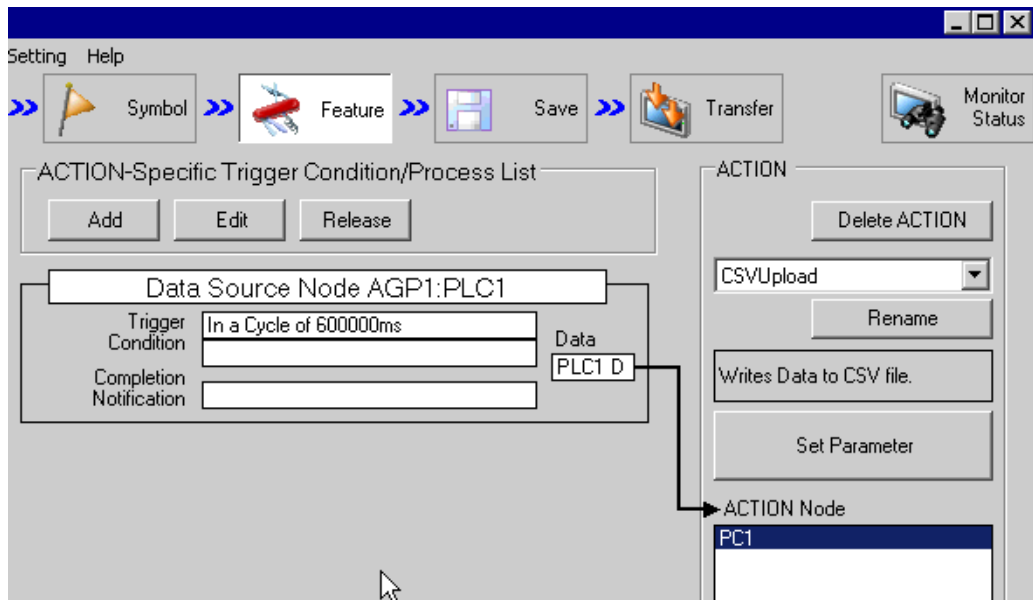 Setting Help
Symbol
Feature
Save
Transfer
Monitor
Status
ACTION-Specific Trigger Condition/Process List
Add
Edit
Release
Data Source Node AGP1:PLC1
Trigger
Condition
In a Cycle of 600000ms
Completion
Notification
Data
PLC1 D
ACTION
Delete ACTION
CSVUpload
Rename
Writes Data to CSV file.
Set Parameter
ACTION Node
PC1